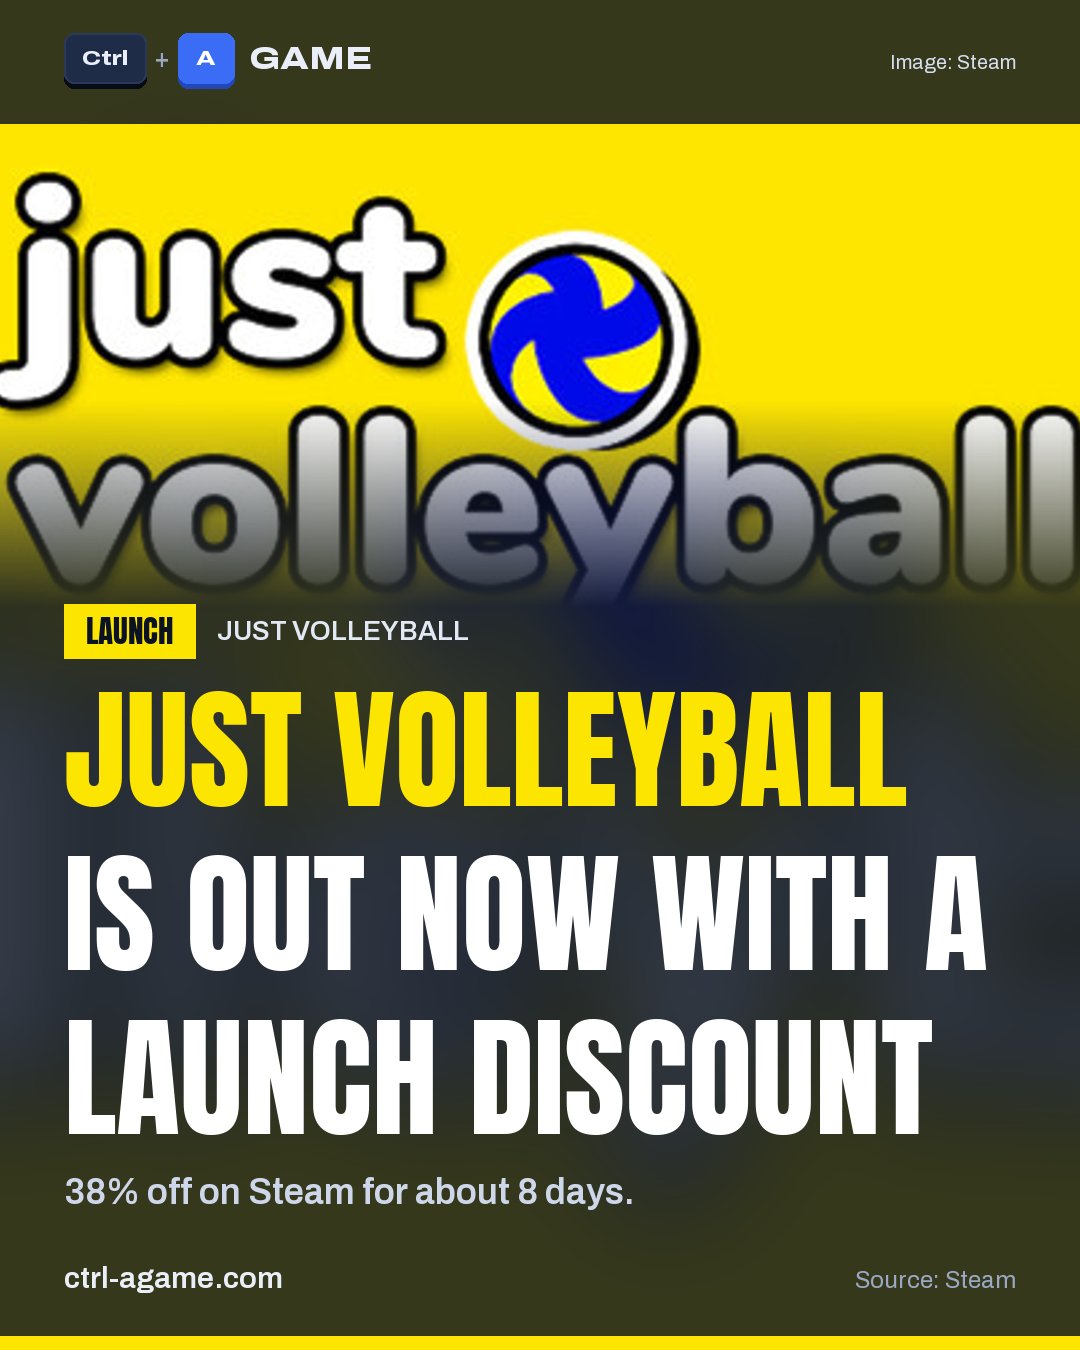 Ctrl + A GAME
Image: Steam
just
volleyball
LAUNCH JUST VOLLEYBALL
JUST VOLLEYBALL
IS OUT NOW WITH A
LAUNCH DISCOUNT
38% off on Steam for about 8 days.
ctrl-agame.com
Source: Steam